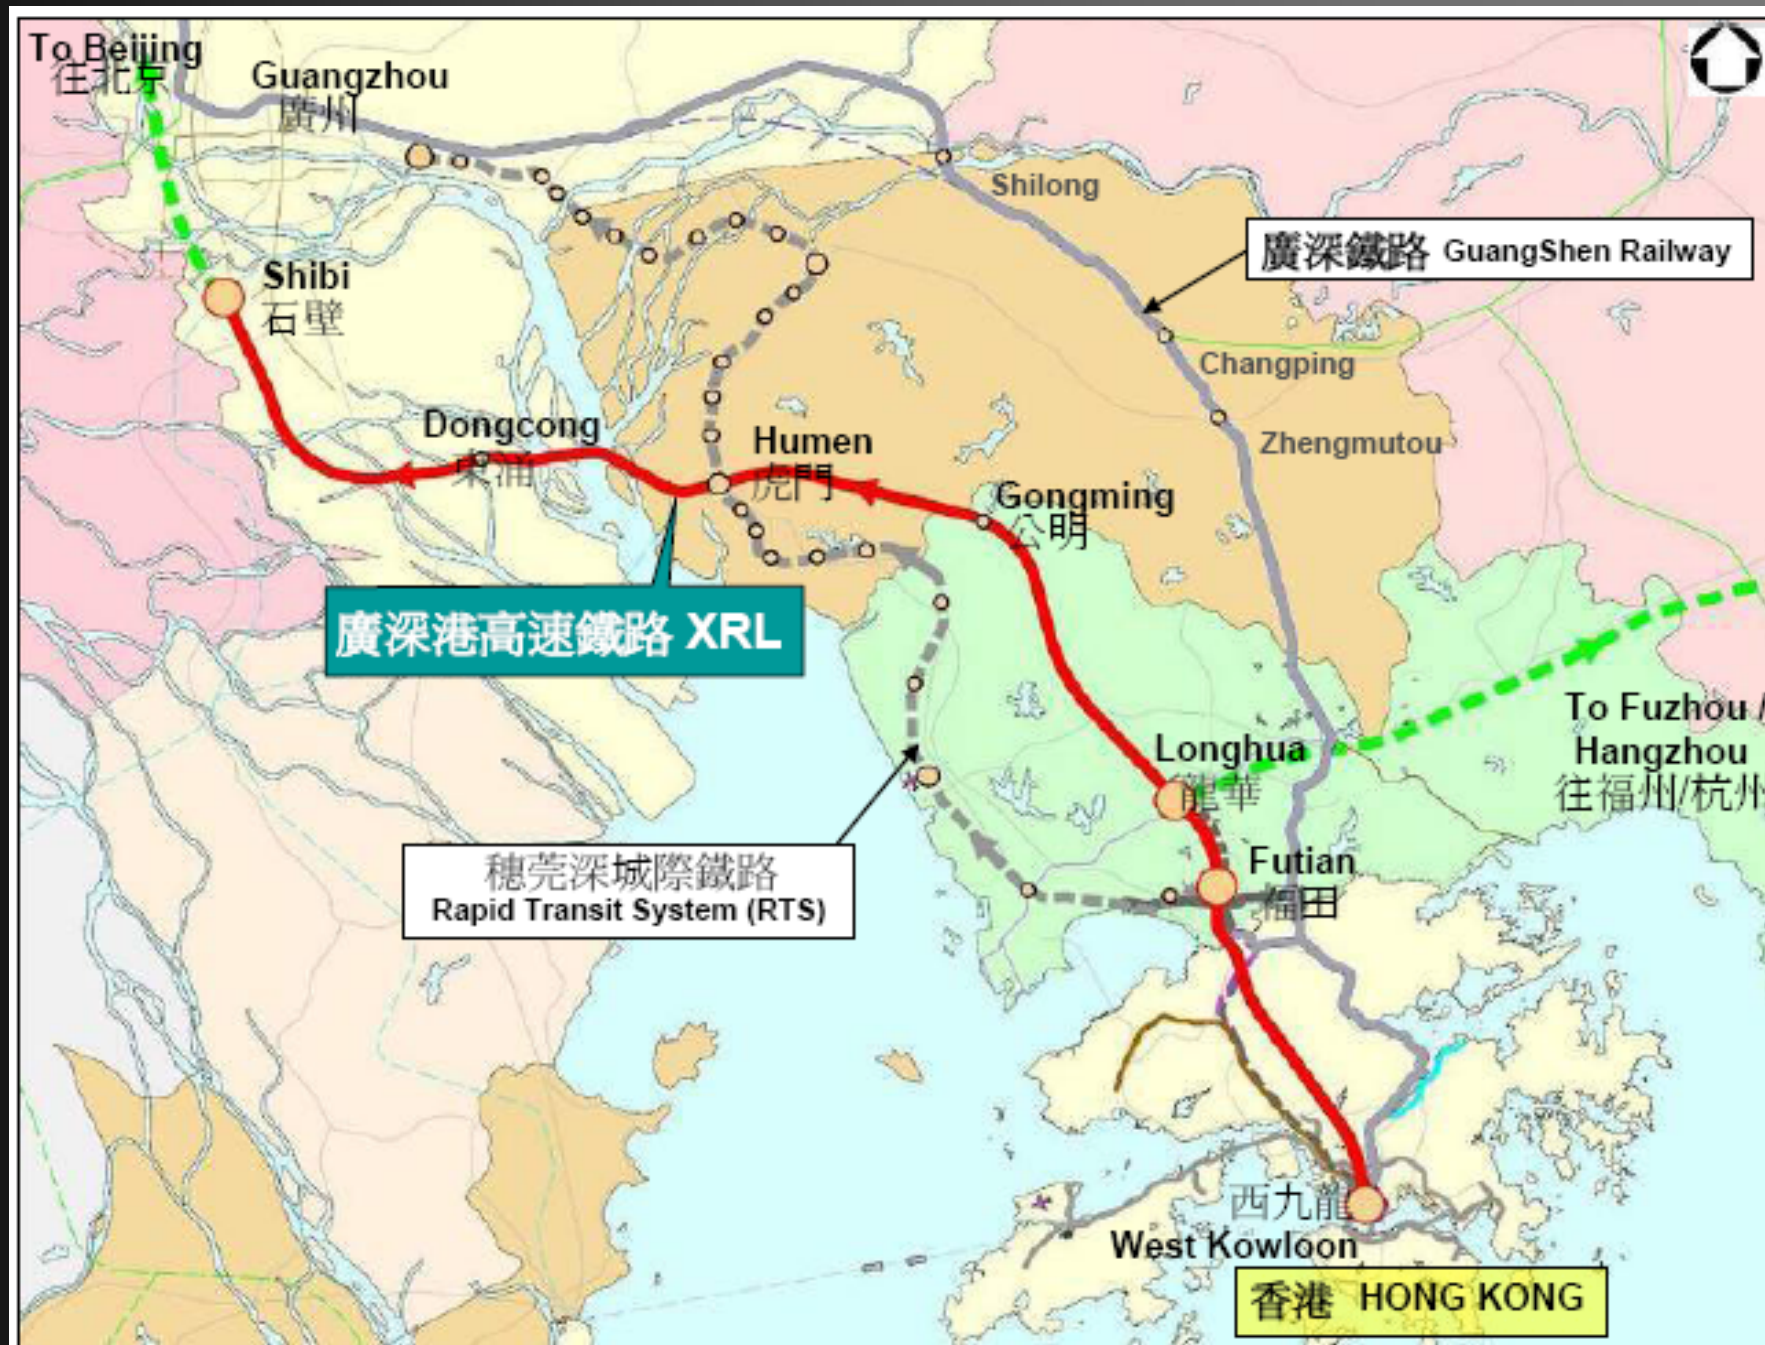 To Beijing
往北京
Guangzhou
廣州
Shilong
廣深鐵路 GuangShen Railway
Shibi
石壁
Changping
Dongcong
東涌
Humen
虎門
Zhengmutou
Gongming
公明
廣深港高速鐵路 XRL
To Fuzhou /
Hangzhou
往福州/杭州
Longhua
龍華
穗莞深城際鐵路
Rapid Transit System (RTS)
Futian
福田
西九龍
West Kowloon
香港 HONG KONG